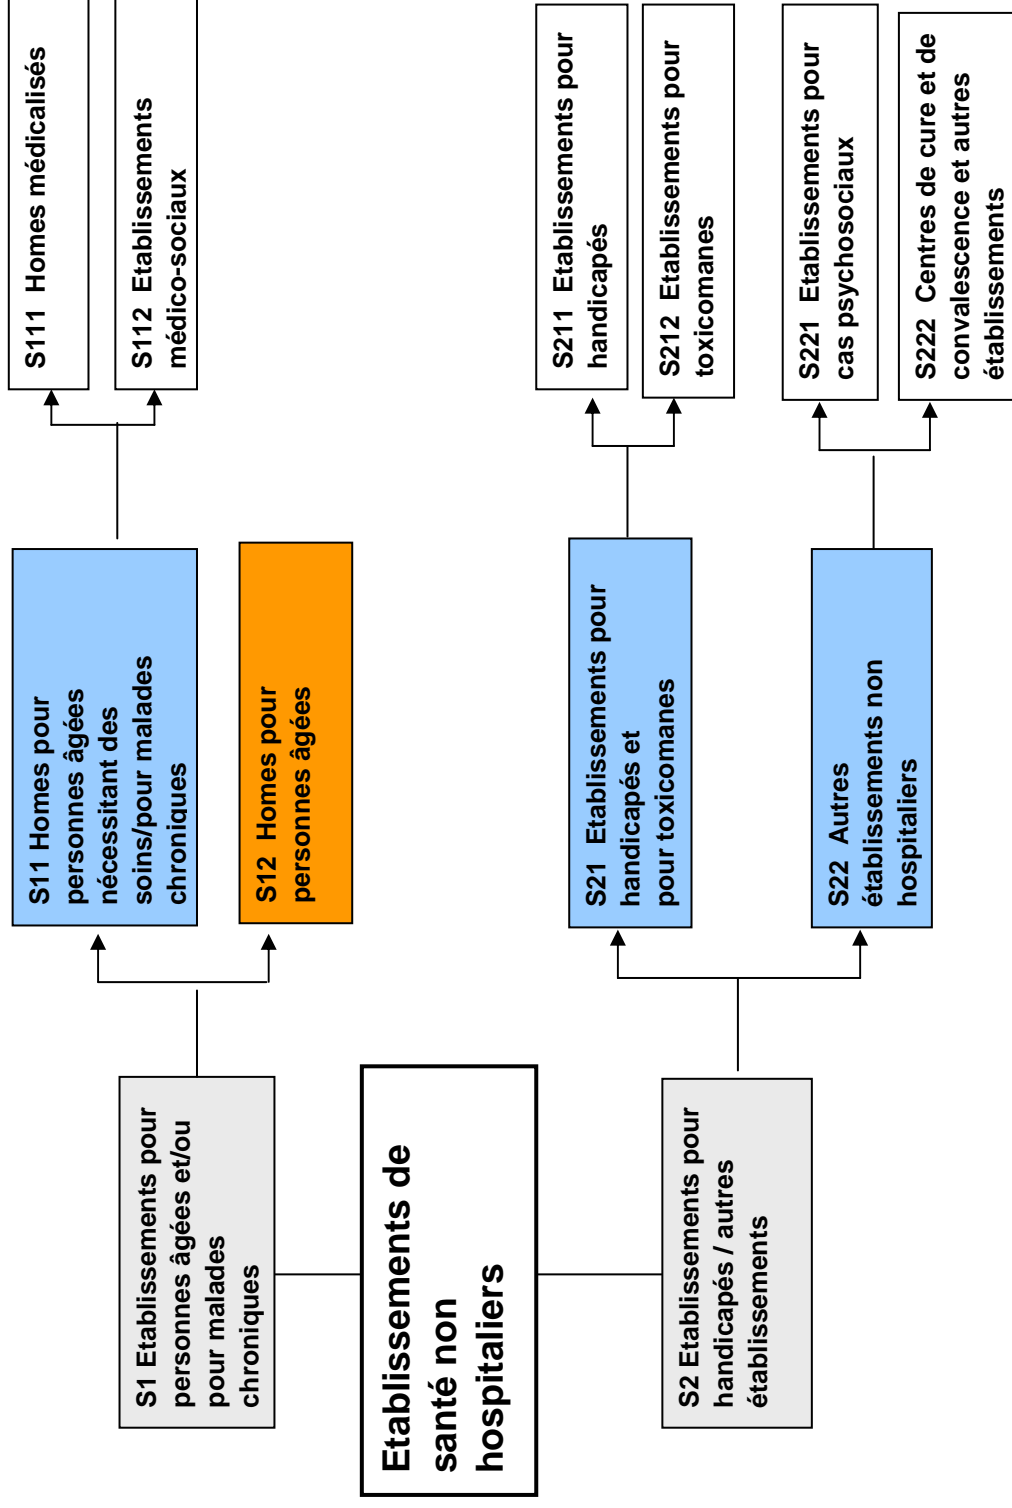 Etablissements de
santé non
hospitaliers
S1 Etablissements pour
personnes âgées et/ou
pour malades
chroniques
S11 Homes pour
personnes âgées
nécessitant des
soins/pour malades
chroniques
S111 Homes médicalisés
S112 Etablissements
médico-sociaux
S12 Homes pour
personnes âgées
S2 Etablissements pour
handicapés / autres
établissements
S21 Etablissements pour
handicapés et
pour toxicomanes
S211 Etablissements pour
handicapés
S212 Etablissements pour
toxicomanes
S22 Autres
établissements non
hospitaliers
S221 Etablissements pour
cas psychosociaux
S222 Centres de cure et de
convalescence et autres
établissements